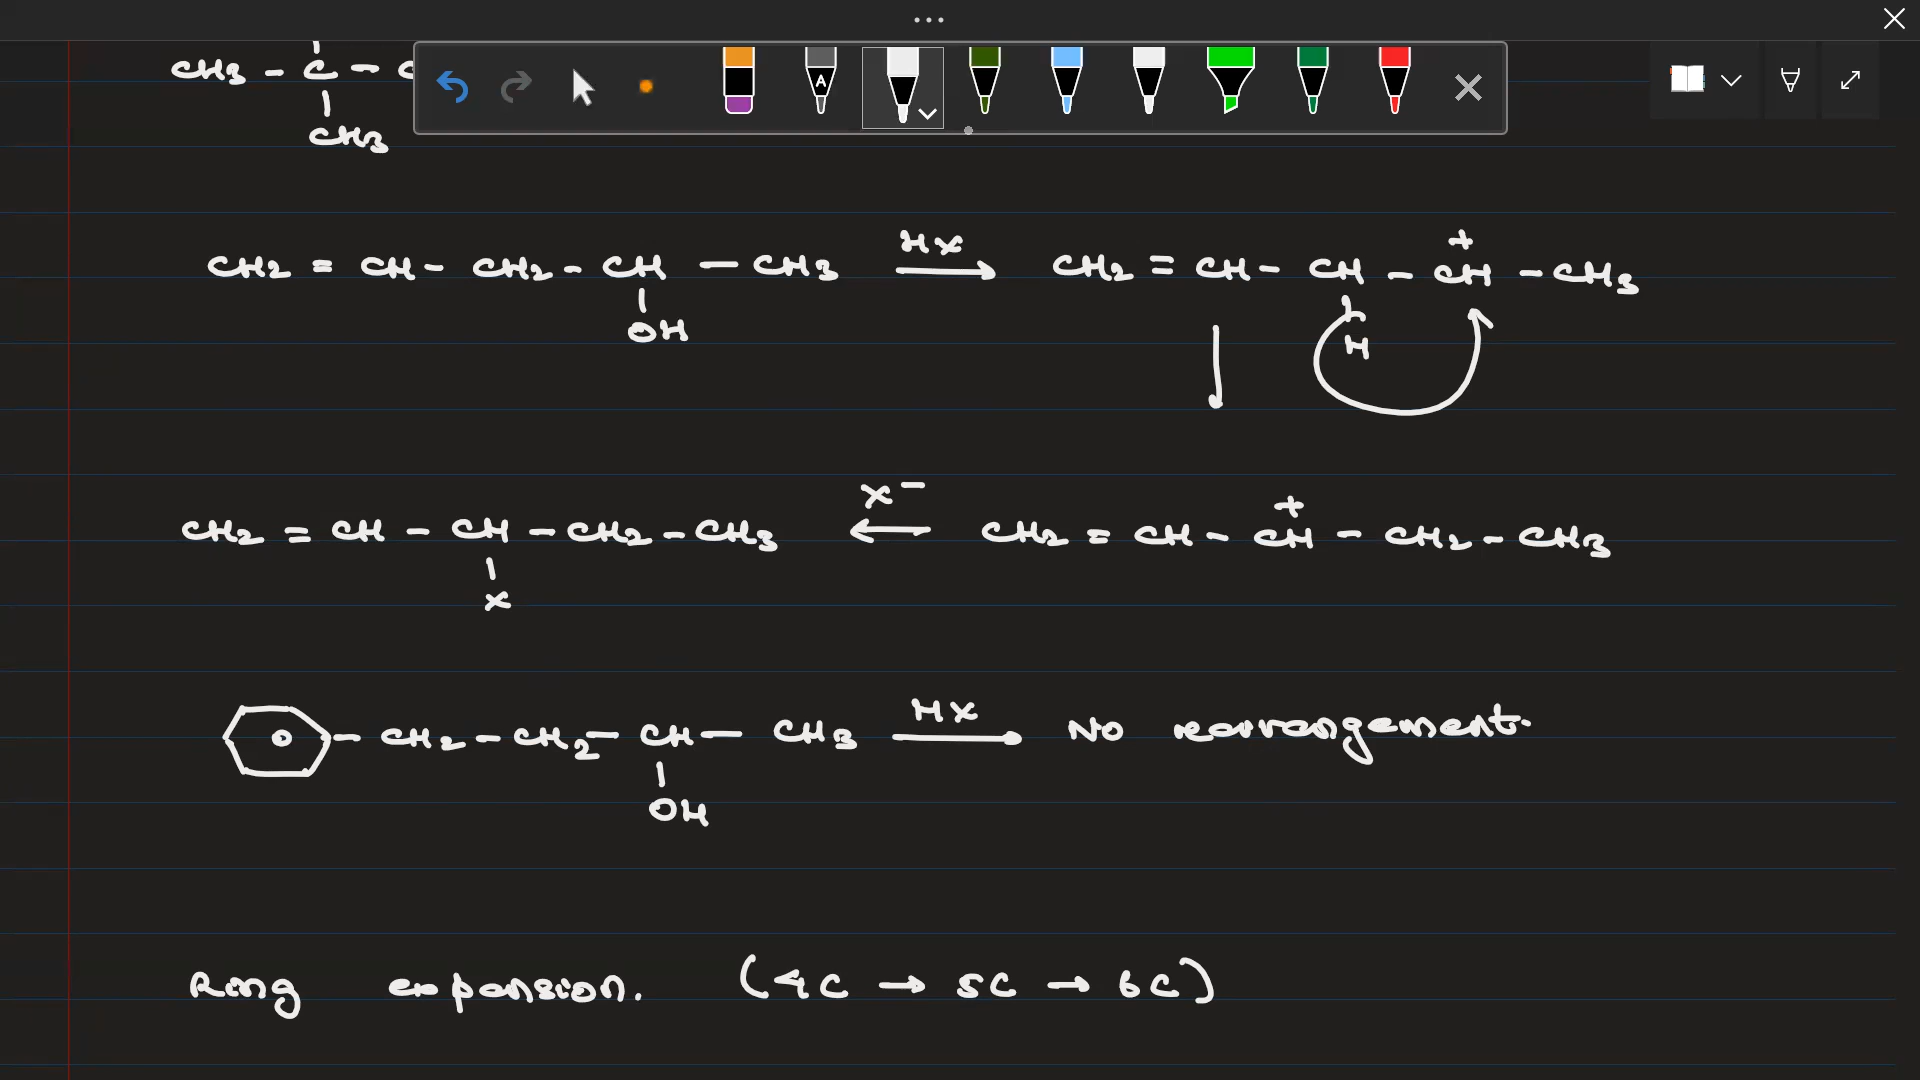 CH3 - C - C
CH3
CH2 = CH - CH2 - CH - CH3 HX CH2 = CH - CH - CH - CH3
+
OH
H
X -
CH2 = CH - CH - CH2 - CH3 CH2 = CH - CH - CH2 - CH3
+
X
- CH2 - CH2 - CH - CH3 HX No rearrangement.
OH
Ring expansion. (4C → 5C → 6C)